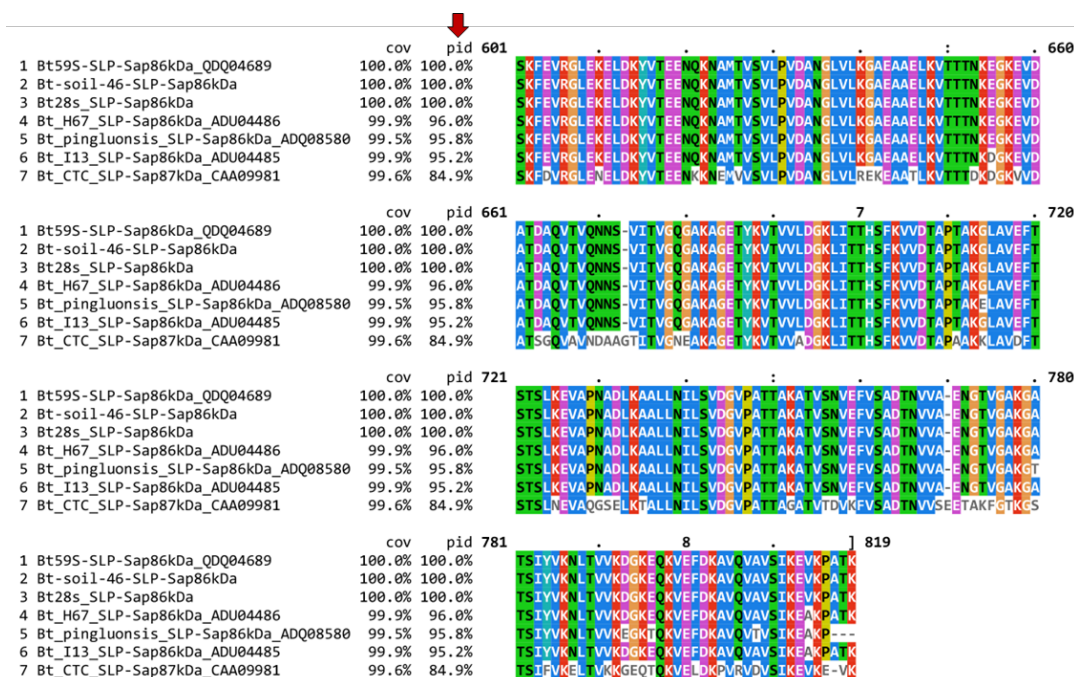 cov pid 601 . . . . : . 660
1 Bt59S-SLP-Sap86kDa_QDQ04689 100.0% 100.0% SKFEVRGLEKELDKYVTEENQKNAMTVSVLPVDANGLVLKGAEAAELKVTTTNKEGKEVD
2 Bt-soil-46-SLP-Sap86kDa 100.0% 100.0% SKFEVRGLEKELDKYVTEENQKNAMTVSVLPVDANGLVLKGAEAAELKVTTTNKEGKEVD
3 Bt28s_SLP-Sap86kDa 100.0% 100.0% SKFEVRGLEKELDKYVTEENQKNAMTVSVLPVDANGLVLKGAEAAELKVTTTNKEGKEVD
4 Bt_H67_SLP-Sap86kDa_ADU04486 99.9% 96.0% SKFEVRGLEKELDKYVTEENQKNAMTVSVLPVDANGLVLKGAEAAELKVTTTNKEGKEVD
5 Bt_pingluonsis_SLP-Sap86kDa_ADQ08580 99.5% 95.8% SKFEVRGLEKELDKYVTEENQKNAMTVSVLPVDANGLVLKGAEAAELKVTTTNKEGKEVD
6 Bt_I13_SLP-Sap86kDa_ADU04485 99.9% 95.2% SKFEVRGLEKELDKYVTEENQKNAMTVSVLPVDANGLVLKGAEAAELKVTTTNKDGKEVD
7 Bt_CTC_SLP-Sap87kDa_CAA09981 99.6% 84.9% SKFDVRGLENELDKYVTEENKKNEMVVSVLPVDANGLVLREKEAATLKVTTTDKDGKVVD
cov pid 661 . . . 7 . . 720
1 Bt59S-SLP-Sap86kDa_QDQ04689 100.0% 100.0% ATDAQVTVQNNS-VITVGQGAKAGETYKVTVVLDGKLITTHSFKVVDTAPTAKGLAVEFT
2 Bt-soil-46-SLP-Sap86kDa 100.0% 100.0% ATDAQVTVQNNS-VITVGQGAKAGETYKVTVVLDGKLITTHSFKVVDTAPTAKGLAVEFT
3 Bt28s_SLP-Sap86kDa 100.0% 100.0% ATDAQVTVQNNS-VITVGQGAKAGETYKVTVVLDGKLITTHSFKVVDTAPTAKGLAVEFT
4 Bt_H67_SLP-Sap86kDa_ADU04486 99.9% 96.0% ATDAQVTVQNNS-VITVGQGAKAGETYKVTVVLDGKLITTHSFKVVDTAPTAKGLAVEFT
5 Bt_pingluonsis_SLP-Sap86kDa_ADQ08580 99.5% 95.8% ATDAQVTVQNNS-VITVGQGAKAGETYKVTVVLDGKLITTHSFKVVDTAPTAKELAVEFT
6 Bt_I13_SLP-Sap86kDa_ADU04485 99.9% 95.2% ATDAQVTVQNNS-VITVGQGAKAGETYKVTVVLDGKLITTHSFKVVDTAPTAKGLAVEFT
7 Bt_CTC_SLP-Sap87kDa_CAA09981 99.6% 84.9% ATSGQVAVNDAAGTITVGNEAKAGETYKVTVVADGKLITTHSFKVVDTAPAAKKLAVDFT
cov pid 721 . . : . . . 780
1 Bt59S-SLP-Sap86kDa_QDQ04689 100.0% 100.0% STSLKEVAPNADLKAALLNILSVDGVPATTAKATVSNVEFVSADTNVVA-ENGTVGAKGA
2 Bt-soil-46-SLP-Sap86kDa 100.0% 100.0% STSLKEVAPNADLKAALLNILSVDGVPATTAKATVSNVEFVSADTNVVA-ENGTVGAKGA
3 Bt28s_SLP-Sap86kDa 100.0% 100.0% STSLKEVAPNADLKAALLNILSVDGVPATTAKATVSNVEFVSADTNVVA-ENGTVGAKGA
4 Bt_H67_SLP-Sap86kDa_ADU04486 99.9% 96.0% STSLKEVAPNADLKAALLNILSVDGVPATTAKATVSNVEFVSADTNVVA-ENGTVGAKGA
5 Bt_pingluonsis_SLP-Sap86kDa_ADQ08580 99.5% 95.8% STSLKEVAPNADLKAALLNILSVDGVPATTAKATVSNVEFVSADTNVVA-ENGTVGAKGT
6 Bt_I13_SLP-Sap86kDa_ADU04485 99.9% 95.2% STSLKEVAPNADLKAALLNILSVDGVPATTAKATVSNVEFVSADTNVVA-ENGTVGAKGA
7 Bt_CTC_SLP-Sap87kDa_CAA09981 99.6% 84.9% STSLNEVAQGSELKTALLNILSVDGVPATTAGATVTDVKFVSADTNVVSEETAKFGTKGS
cov pid 781 . 8 . ] 819
1 Bt59S-SLP-Sap86kDa_QDQ04689 100.0% 100.0% TSIYVKNLTVVKDGKEQKVEFDKAVQVAVSIKEVKPATK
2 Bt-soil-46-SLP-Sap86kDa 100.0% 100.0% TSIYVKNLTVVKDGKEQKVEFDKAVQVAVSIKEVKPATK
3 Bt28s_SLP-Sap86kDa 100.0% 100.0% TSIYVKNLTVVKDGKEQKVEFDKAVQVAVSIKEVKPATK
4 Bt_H67_SLP-Sap86kDa_ADU04486 99.9% 96.0% TSIYVKNLTVVKDGKEQKVEFDKAVQVAVSIKEAKPATK
5 Bt_pingluonsis_SLP-Sap86kDa_ADQ08580 99.5% 95.8% TSIYVKNLTVVKEGKTQKVEFDKAVQVTVSIKEAKP---
6 Bt_I13_SLP-Sap86kDa_ADU04485 99.9% 95.2% TSIYVKNLTVVKDGKEQKVEFDKAVQVAVSIKEAKPATK
7 Bt_CTC_SLP-Sap87kDa_CAA09981 99.6% 84.9% TSIFVKELTVKKGEQTQKVELDKPVRVDVSIKEVKE-VK